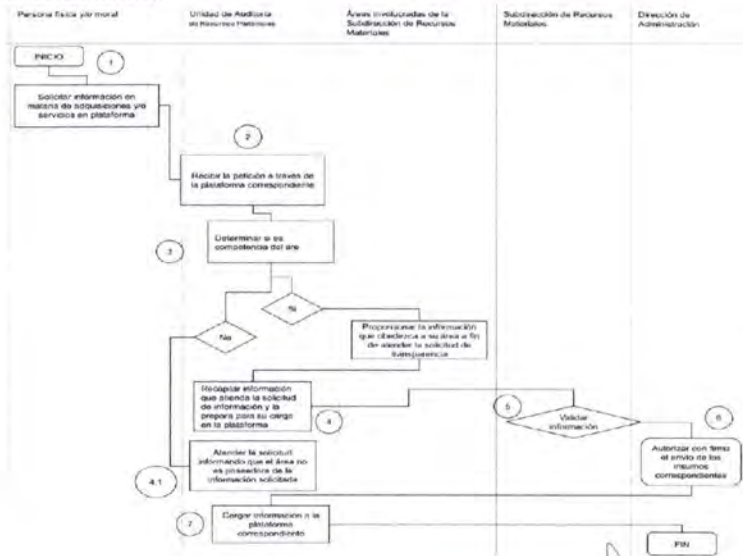 Persona física y/o moral
Unidad de Auditoría
de Recursos Materiales
Áreas Involucradas de la
Subdirección de Recursos
Materiales
Subdirección de Recursos
Materiales
Dirección de
Administración
INICIO
1
Solicitar información en
materia de adquisiciones y/o
servicios en plataforma
2
Recibir la petición a través de
la plataforma correspondiente
3
Determinar si es
competencia del áre
Si
No
Proporcionar la información
que obedezca a su área a fin
de atender la solicitud de
transparencia
Recopilar información
que atienda la solicitud
de información y la
prepara para su carga
en la plataforma
4
5
Validar
información
6
Autorizar con firma
el envío de los
insumos
correspondientes
4.1
Atender la solicitud
informando que el área no
es poseedora de la
información solicitada
7
Cargar información a la
plataforma
correspondiente
FIN